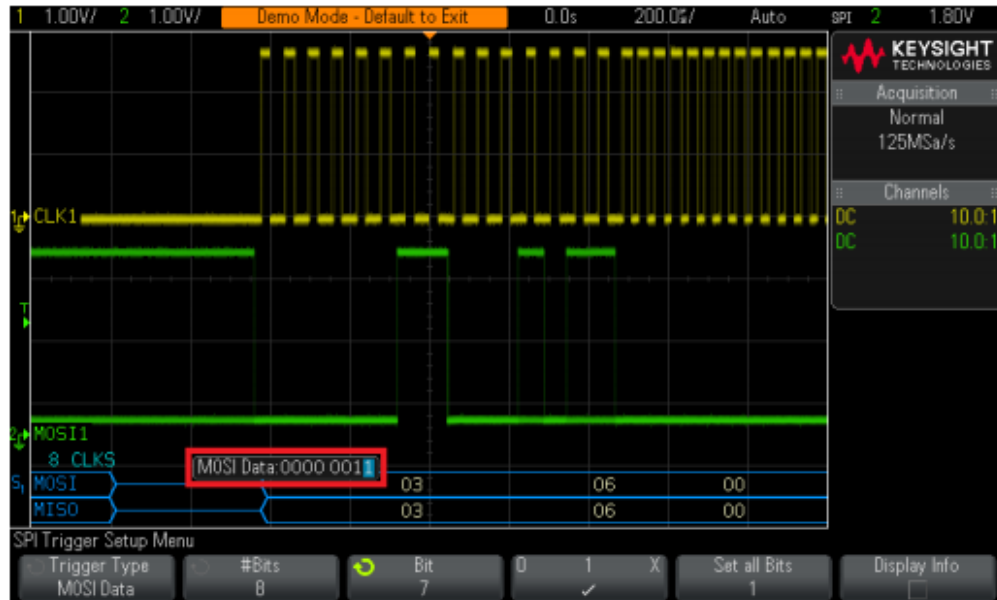 1 1.00V/ 2 1.00V/ Demo Mode - Default to Exit 0.0s 200.0ꟛ/ Auto SPI 2 1.80V
KEYSIGHT
TECHNOLOGIES
Acquisition
Normal
125MSa/s
Channels
DC 10.0:1
DC 10.0:1
CLK1
T
MOSI1
8 CLKS
MOSI Data:0000 0011
S1 MOSI 03 06 00
MISO 03 06 00
SPI Trigger Setup Menu
Trigger Type #Bits Bit 0 1 X Set all Bits Display Info
MOSI Data 8 7 ✓ 1